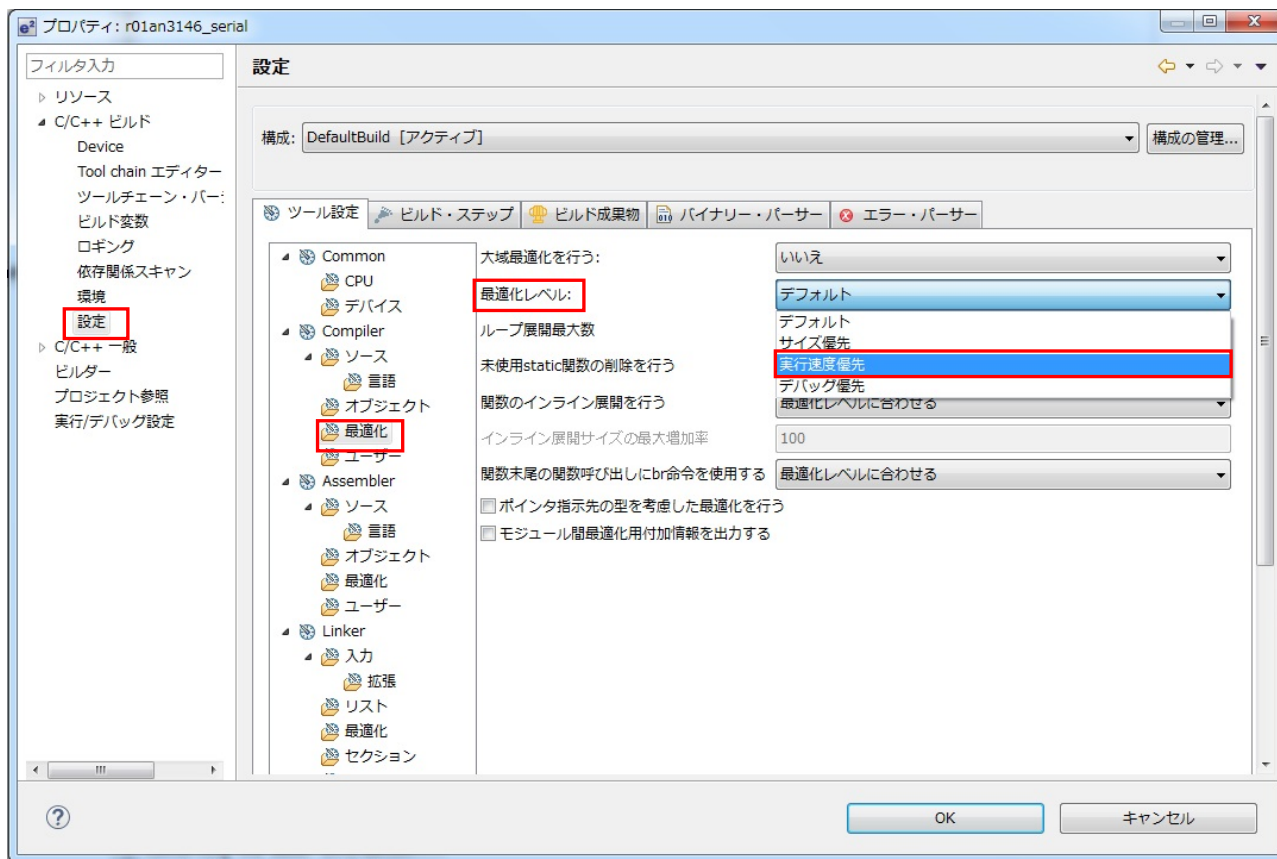 e² プロパティ: r01an3146_serial
フィルタ入力
リソース
C/C++ ビルド
Device
Tool chain エディター
ツールチェーン・バー
ビルド変数
ロギング
依存関係スキャン
環境
設定
C/C++ 一般
ビルダー
プロジェクト参照
実行/デバッグ設定
設定
構成: DefaultBuild [アクティブ] 構成の管理...
ツール設定 ビルド・ステップ ビルド成果物 バイナリー・パーサー エラー・パーサー
Common
CPU
デバイス
Compiler
ソース
言語
オブジェクト
最適化
ユーザー
Assembler
ソース
言語
オブジェクト
最適化
ユーザー
Linker
入力
拡張
リスト
最適化
セクション
大域最適化を行う: いいえ
最適化レベル: デフォルト
デフォルト
サイズ優先
実行速度優先
デバッグ優先
ループ展開最大数
未使用static関数の削除を行う
関数のインライン展開を行う 最適化レベルに合わせる
インライン展開サイズの最大増加率 100
関数末尾の関数呼び出しにbr命令を使用する 最適化レベルに合わせる
ポインタ指示先の型を考慮した最適化を行う
モジュール間最適化用付加情報を出力する
OK キャンセル